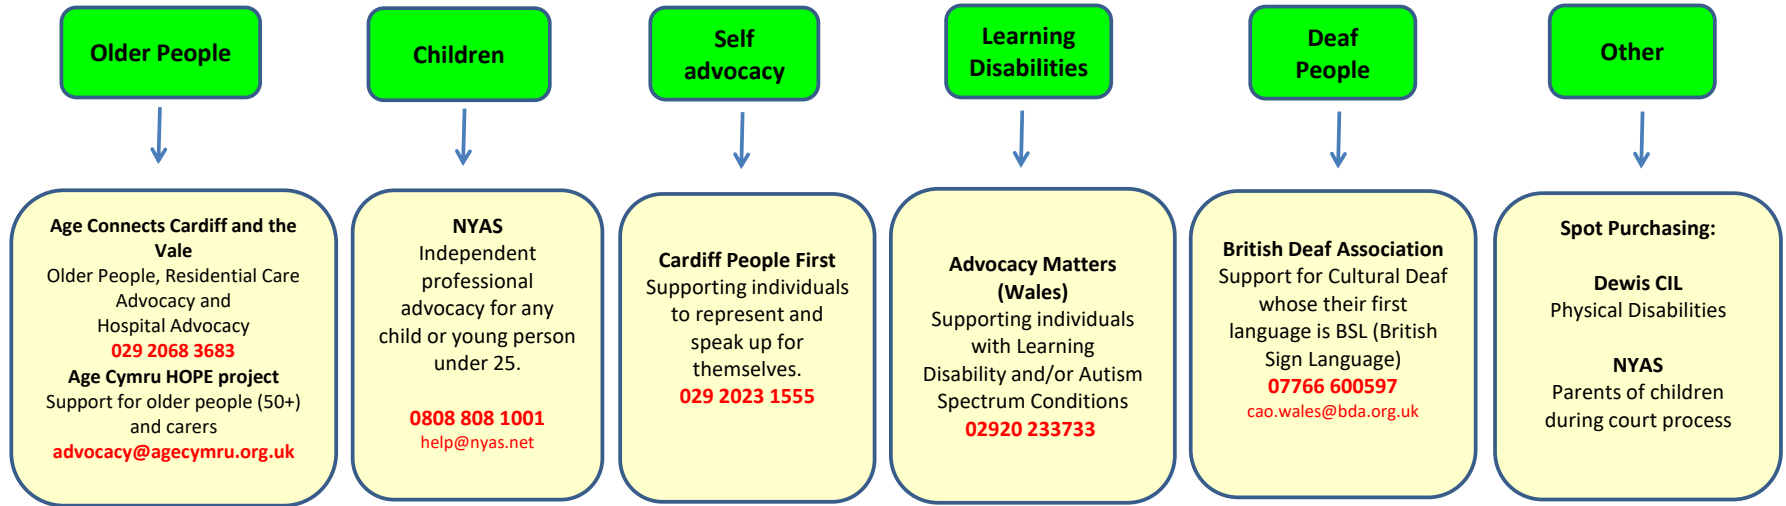 Older People
Children
Self
advocacy
Learning
Disabilities
Deaf
People
Other
Age Connects Cardiff and the
Vale
Older People, Residential Care
Advocacy and
Hospital Advocacy
029 2068 3683
Age Cymru HOPE project
Support for older people (50+)
and carers
advocacy@agecymru.org.uk
NYAS
Independent
professional
advocacy for any
child or young person
under 25.
0808 808 1001
help@nyas.net
Cardiff People First
Supporting individuals
to represent and
speak up for
themselves.
029 2023 1555
Advocacy Matters
(Wales)
Supporting individuals
with Learning
Disability and/or Autism
Spectrum Conditions
02920 233733
British Deaf Association
Support for Cultural Deaf
whose their first
language is BSL (British
Sign Language)
07766 600597
cao.wales@bda.org.uk
Spot Purchasing:
Dewis CIL
Physical Disabilities
NYAS
Parents of children
during court process